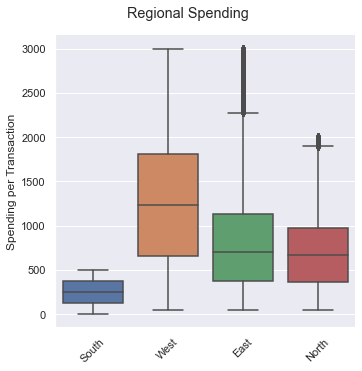 Regional Spending
Spending per Transaction
3000
2500
2000
1500
1000
500
0
South
West
East
North